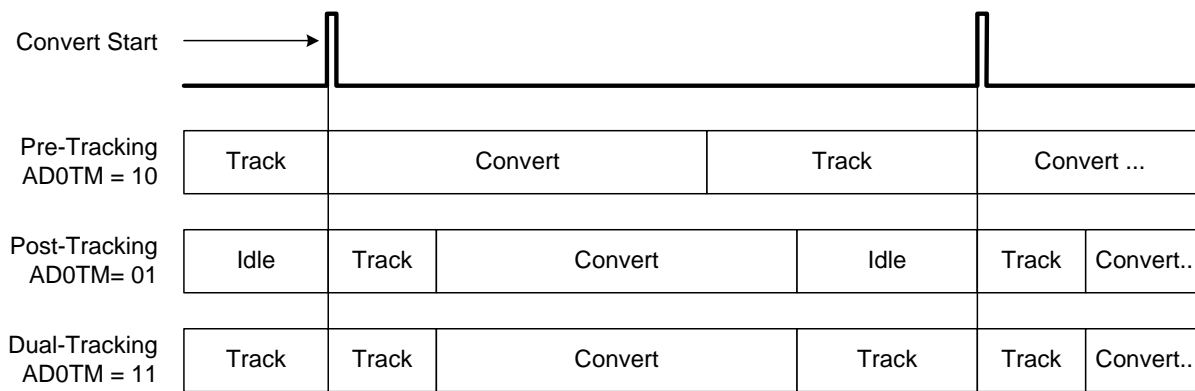 Convert Start
Pre-Tracking
AD0TM = 10
Track
Convert
Track
Convert ...
Post-Tracking
AD0TM= 01
Idle
Track
Convert
Idle
Track
Convert..
Dual-Tracking
AD0TM = 11
Track
Track
Convert
Track
Track
Convert..